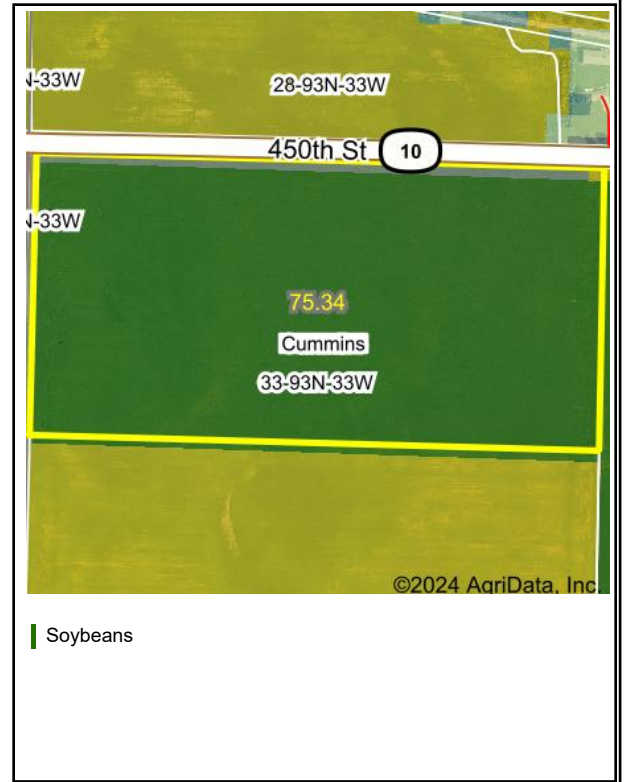 N-33W
28-93N-33W
450th St 10
N-33W
75.34
Cummins
33-93N-33W
©2024 AgriData, Inc.
Soybeans